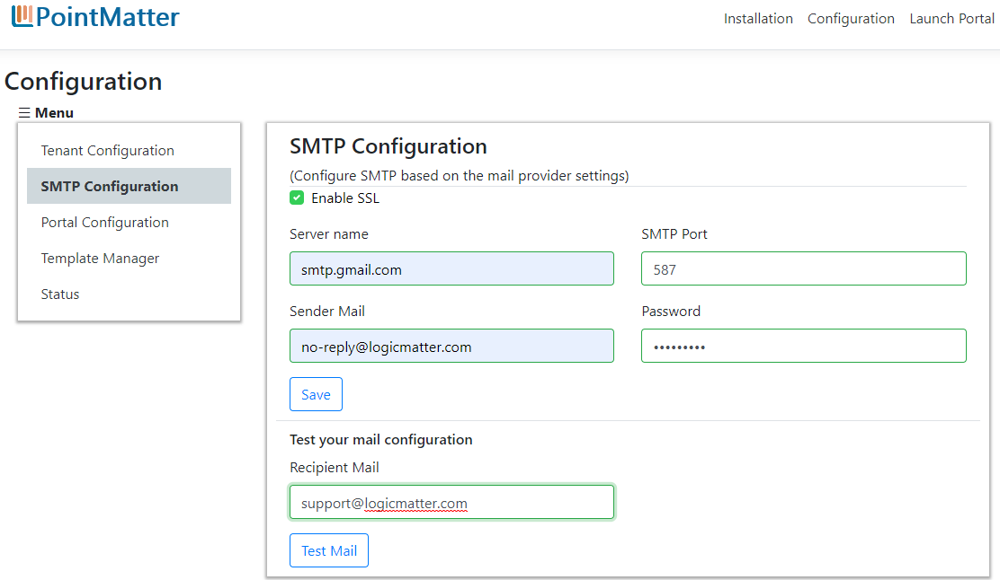 PointMatter
Installation Configuration Launch Portal
Configuration
☰ Menu
Tenant Configuration
SMTP Configuration
Portal Configuration
Template Manager
Status
SMTP Configuration
(Configure SMTP based on the mail provider settings)
Enable SSL
Server name SMTP Port
smtp.gmail.com 587
Sender Mail Password
no-reply@logicmatter.com •••••••••
Save
Test your mail configuration
Recipient Mail
support@logicmatter.com
Test Mail